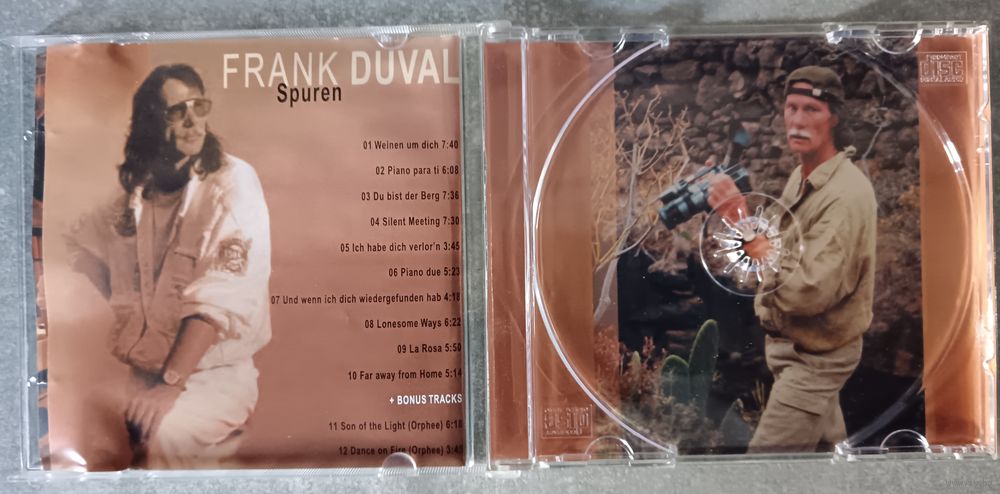 FRANK DUVAL
Spuren
01 Weinen um dich 7:40
02 Piano para ti 6:08
03 Du bist der Berg 7:36
04 Silent Meeting 7:30
05 Ich habe dich verlor'n 3:45
06 Piano due 5:23
07 Und wenn ich dich wiedergefunden hab 4:18
08 Lonesome Ways 6:22
09 La Rosa 5:50
10 Far away from Home 5:14
+ BONUS TRACKS
11 Son of the Light (Orphee) 6:18
12 Dance on Fire (Orphee)